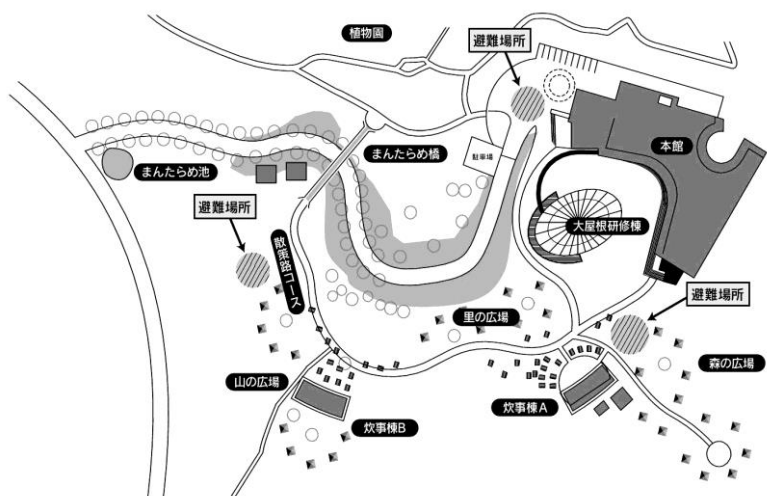 植物園
避難場所
本館
駐車場
まんたらめ橋
まんたらめ池
避難場所
大屋根研修棟
散策路コース
避難場所
里の広場
森の広場
山の広場
炊事棟A
炊事棟B